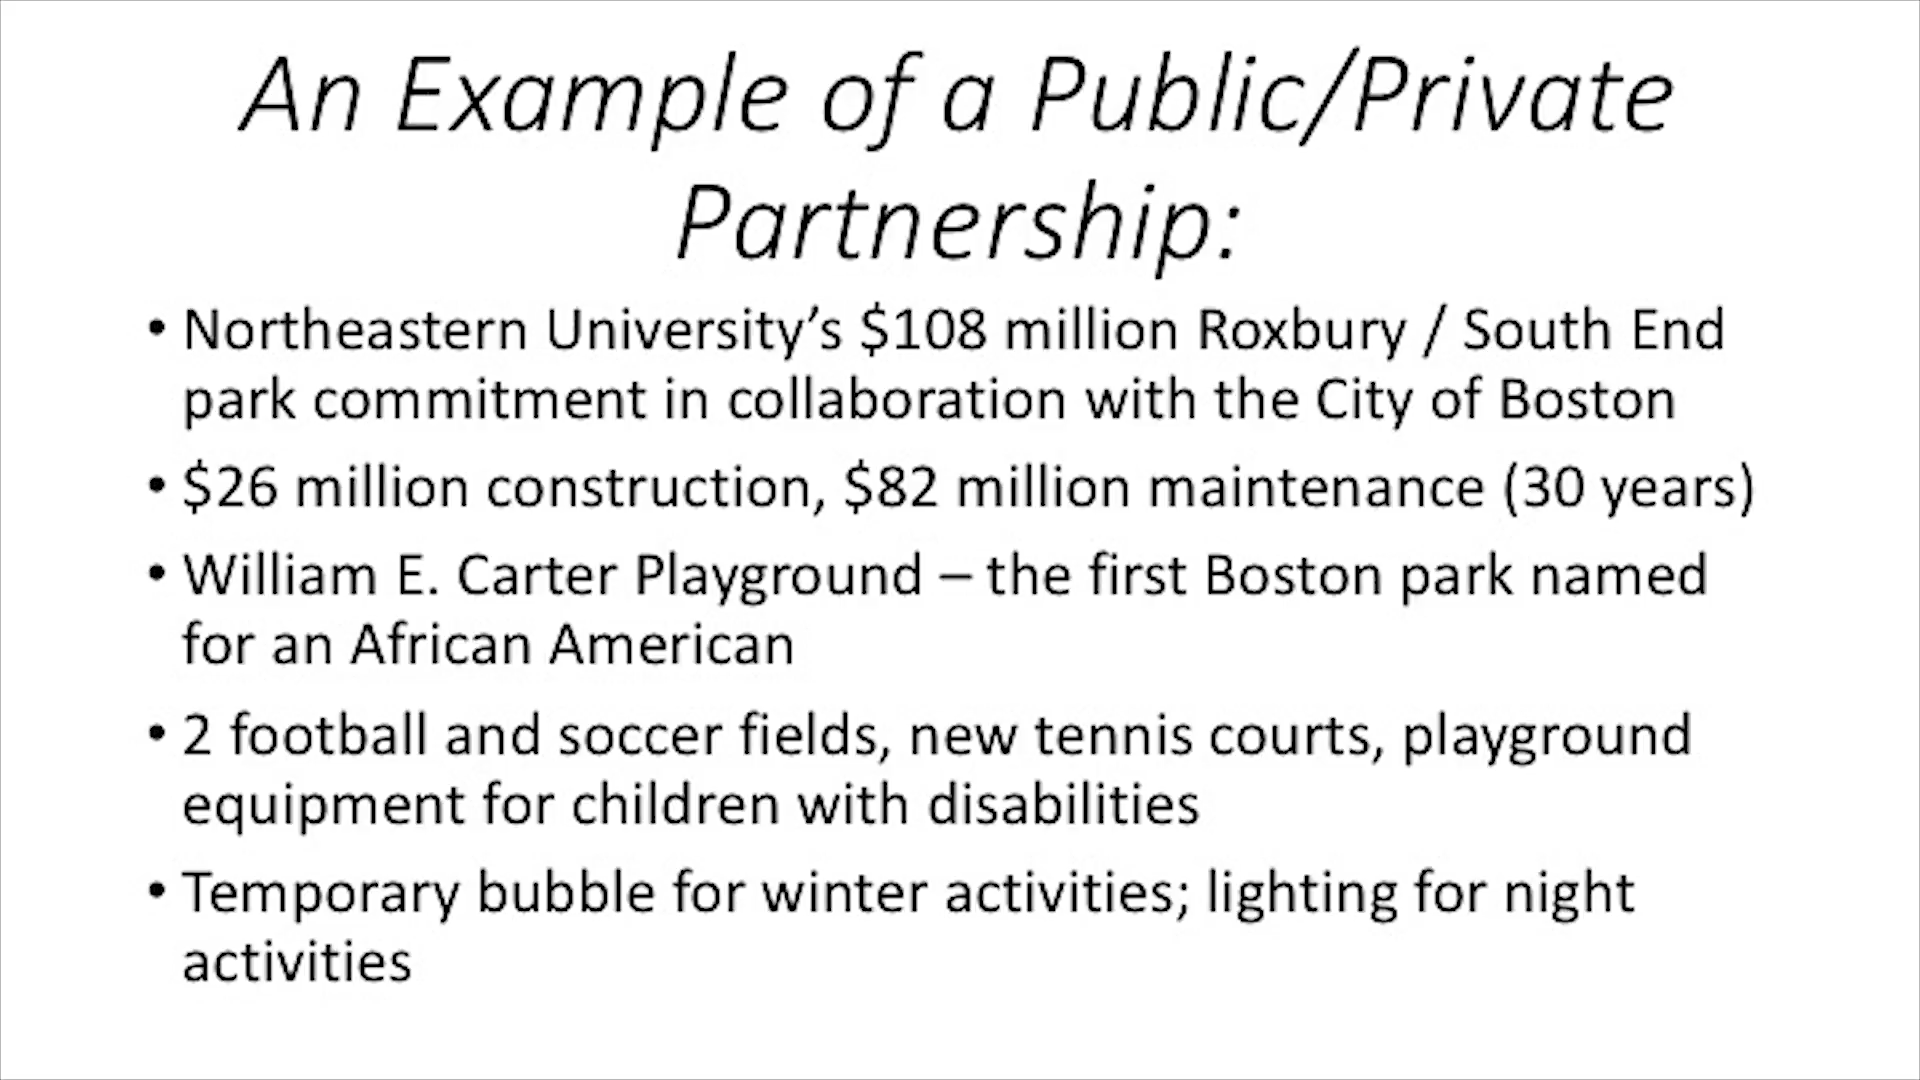 An Example of a Public/Private
Partnership:
• Northeastern University’s $108 million Roxbury / South End
park commitment in collaboration with the City of Boston
• $26 million construction, $82 million maintenance (30 years)
• William E. Carter Playground – the first Boston park named
for an African American
• 2 football and soccer fields, new tennis courts, playground
equipment for children with disabilities
• Temporary bubble for winter activities; lighting for night
activities